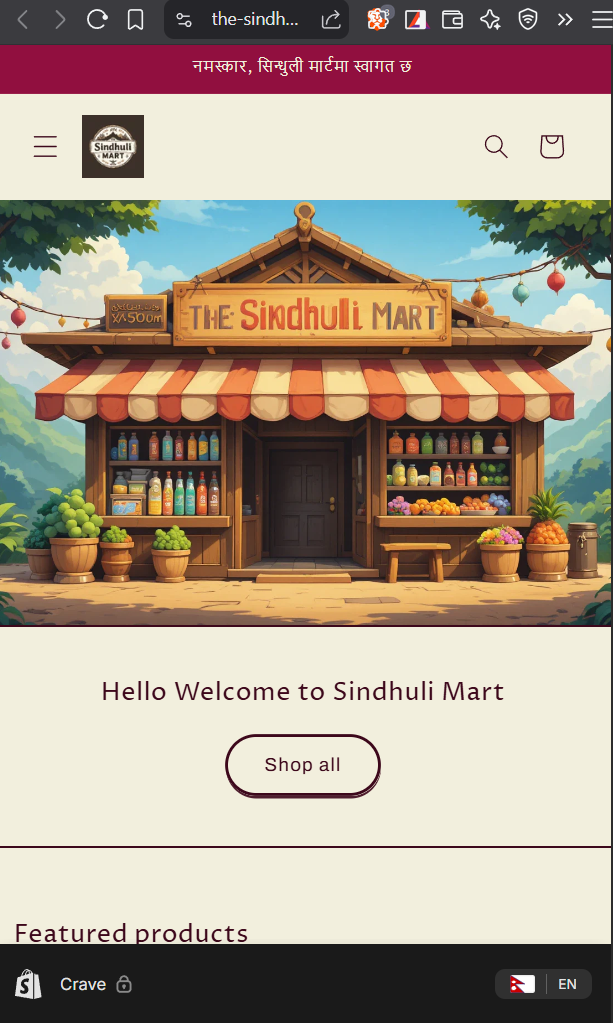 the-sindh...
नमस्कार, सिन्धुली मार्टमा स्वागत छ
Sindhuli
MART
THE Sindhuli MART
Hello Welcome to Sindhuli Mart
Shop all
Featured products
Crave
EN